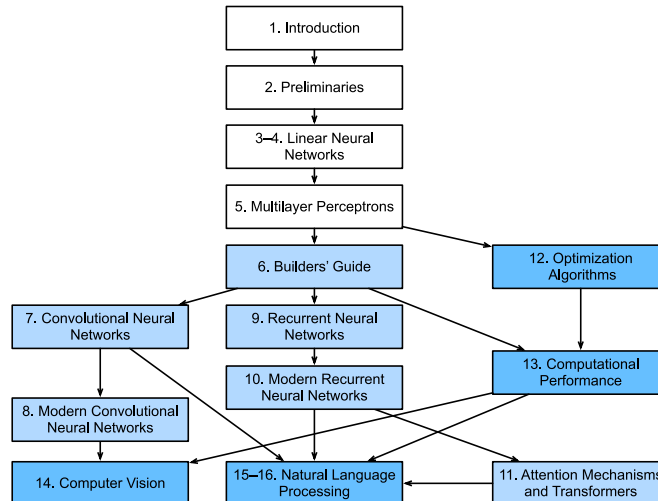 1. Introduction
2. Preliminaries
3–4. Linear Neural
Networks
5. Multilayer Perceptrons
6. Builders’ Guide
12. Optimization
Algorithms
7. Convolutional Neural
Networks
9. Recurrent Neural
Networks
13. Computational
Performance
10. Modern Recurrent
Neural Networks
8. Modern Convolutional
Neural Networks
14. Computer Vision
15–16. Natural Language
Processing
11. Attention Mechanisms
and Transformers